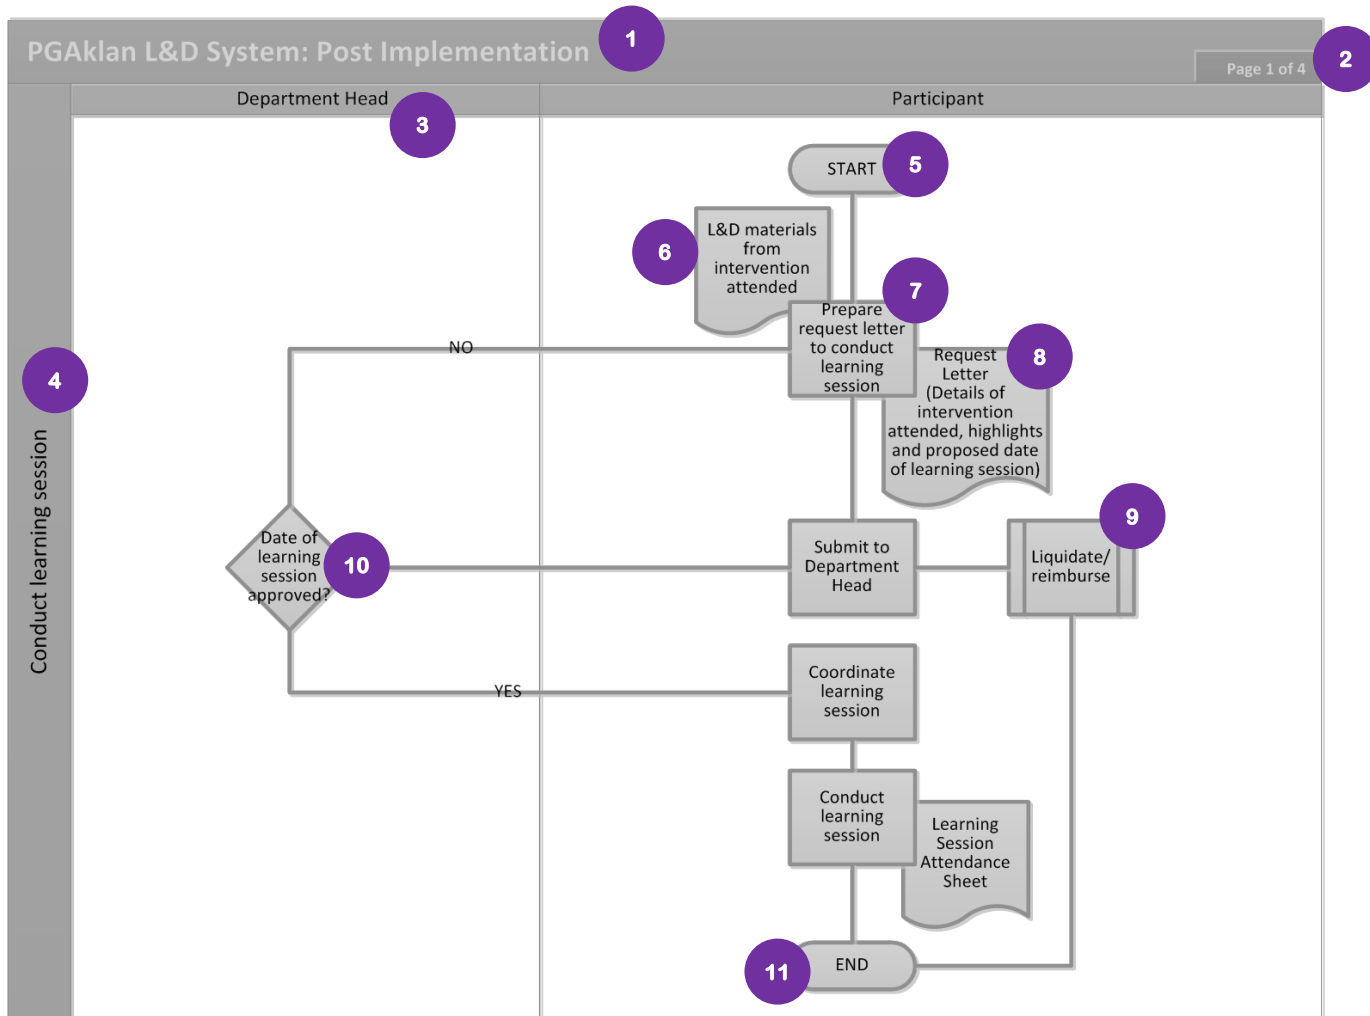 PGAklan L&D System: Post Implementation
1
Page 1 of 4
2
Department Head
3
Participant
4
Conduct learning session
START
5
6
L&D materials
from
intervention
attended
7
Prepare
request letter
to conduct
learning
session
NO
8
Request
Letter
(Details of
intervention
attended, highlights
and proposed date
of learning session)
9
Date of
learning
session
approved?
10
Submit to
Department
Head
Liquidate/
reimburse
YES
Coordinate
learning
session
Conduct
learning
session
Learning
Session
Attendance
Sheet
11
END